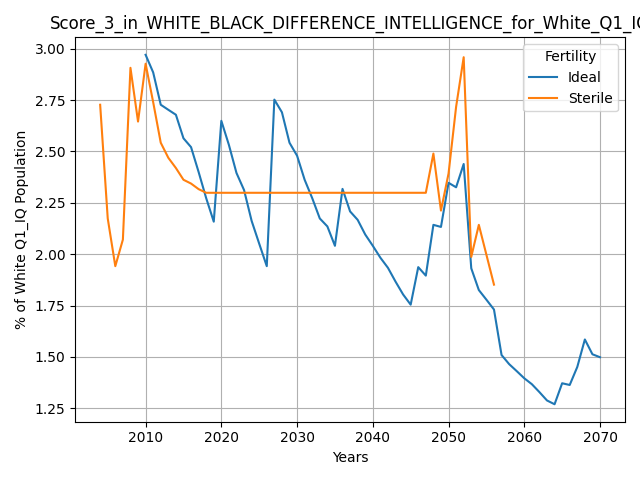 Score_3_in_WHITE_BLACK_DIFFERENCE_INTELLIGENCE_for_White_Q1_IQ
Fertility
Ideal
Sterile
% of White Q1_IQ Population
3.00
2.75
2.50
2.25
2.00
1.75
1.50
1.25
2010 2020 2030 2040 2050 2060 2070
Years